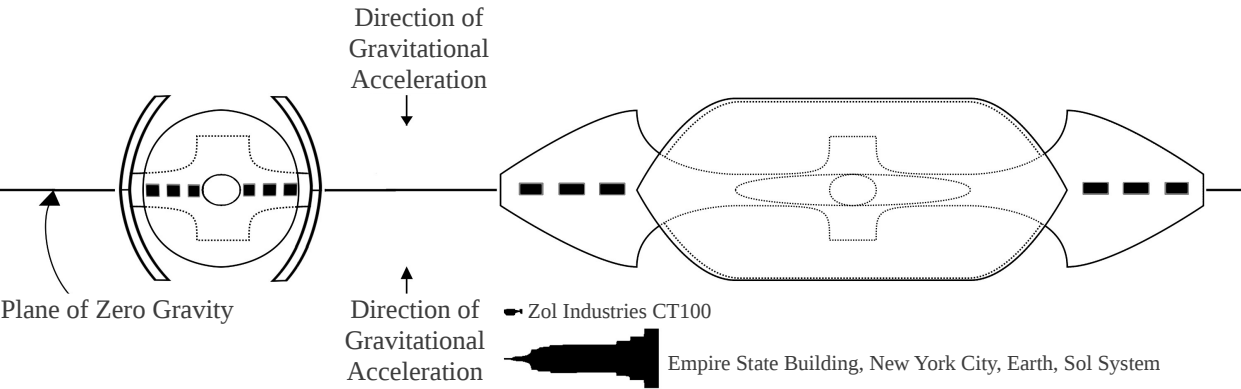 Direction of
Gravitational
Acceleration
Plane of Zero Gravity
Direction of
Gravitational
Acceleration
Zol Industries CT100
Empire State Building, New York City, Earth, Sol System